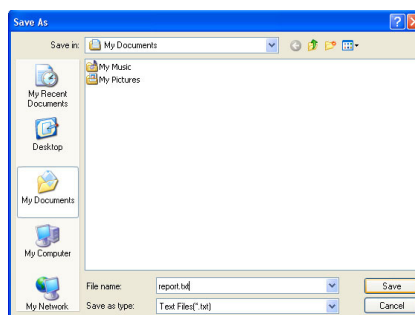 Save As
Save in: My Documents
My Music
My Pictures
My Recent
Documents
Desktop
My Documents
My Computer
My Network
File name: report.txt Save
Save as type: Text Files(*.txt) Cancel